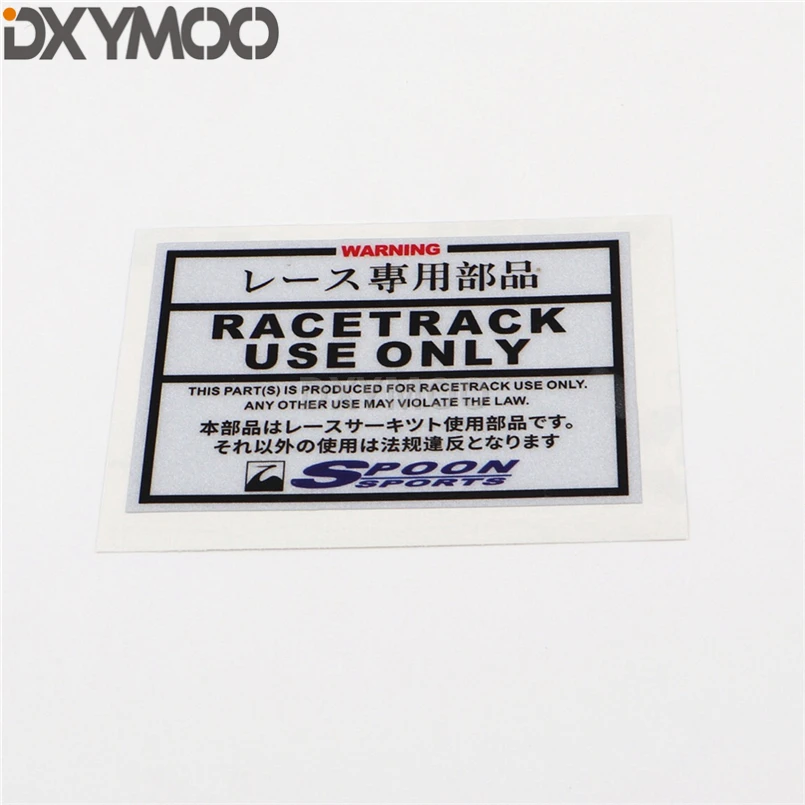 DXYMOO
WARNING
レース專用部品
RACETRACK
USE ONLY
THIS PART(S) IS PRODUCED FOR RACETRACK USE ONLY.
ANY OTHER USE MAY VIOLATE THE LAW.
本部品はレースサーキツト使用部品です。
それ以外の使用は法规違反となります
SPOON
SPORTS